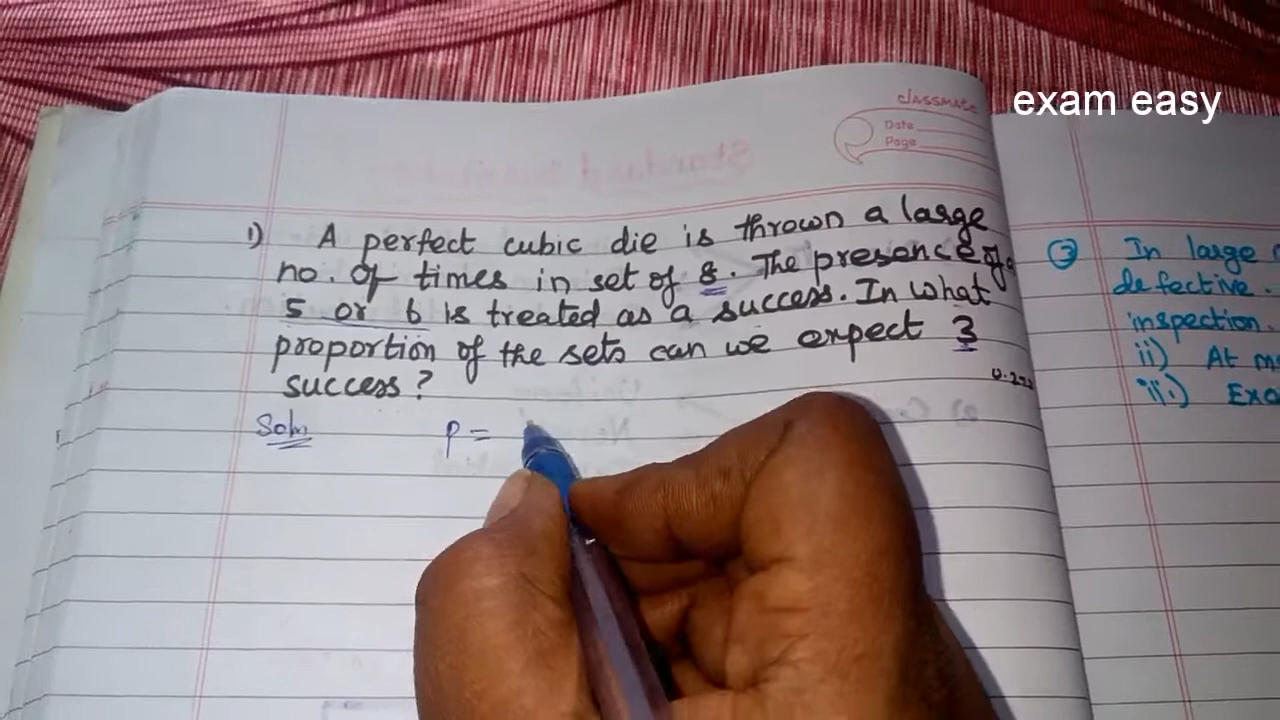 exam easy
classmate
Date
Page
1) A perfect cubic die is thrown a large
no. of times in set of 8. The presence of a
5 or 6 is treated as a success. In what
proportion of the sets can we expect 3
success?
Soln P =
3 In large
defective.
inspection.
ii) At m
iii.) Exa